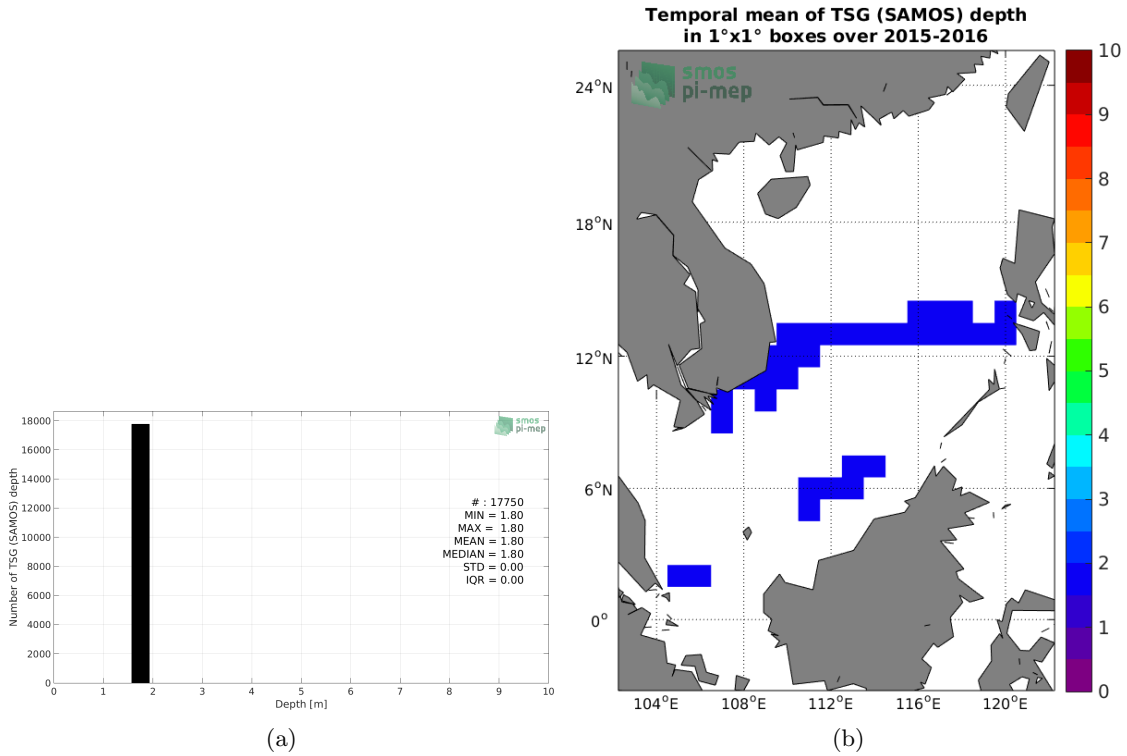 Temporal mean of TSG (SAMOS) depth
in 1°x1° boxes over 2015-2016
smos
pi-mep
24°N
18°N
12°N
6°N
0°
104°E
108°E
112°E
116°E
120°E
10
9
8
7
6
5
4
3
2
1
0
(b)
smos
pi-mep
Number of TSG (SAMOS) depth
18000
16000
14000
12000
10000
8000
6000
4000
2000
0
# : 17750
MIN = 1.80
MAX = 1.80
MEAN = 1.80
MEDIAN = 1.80
STD = 0.00
IQR = 0.00
0 1 2 3 4 5 6 7 8 9 10
Depth [m]
(a)